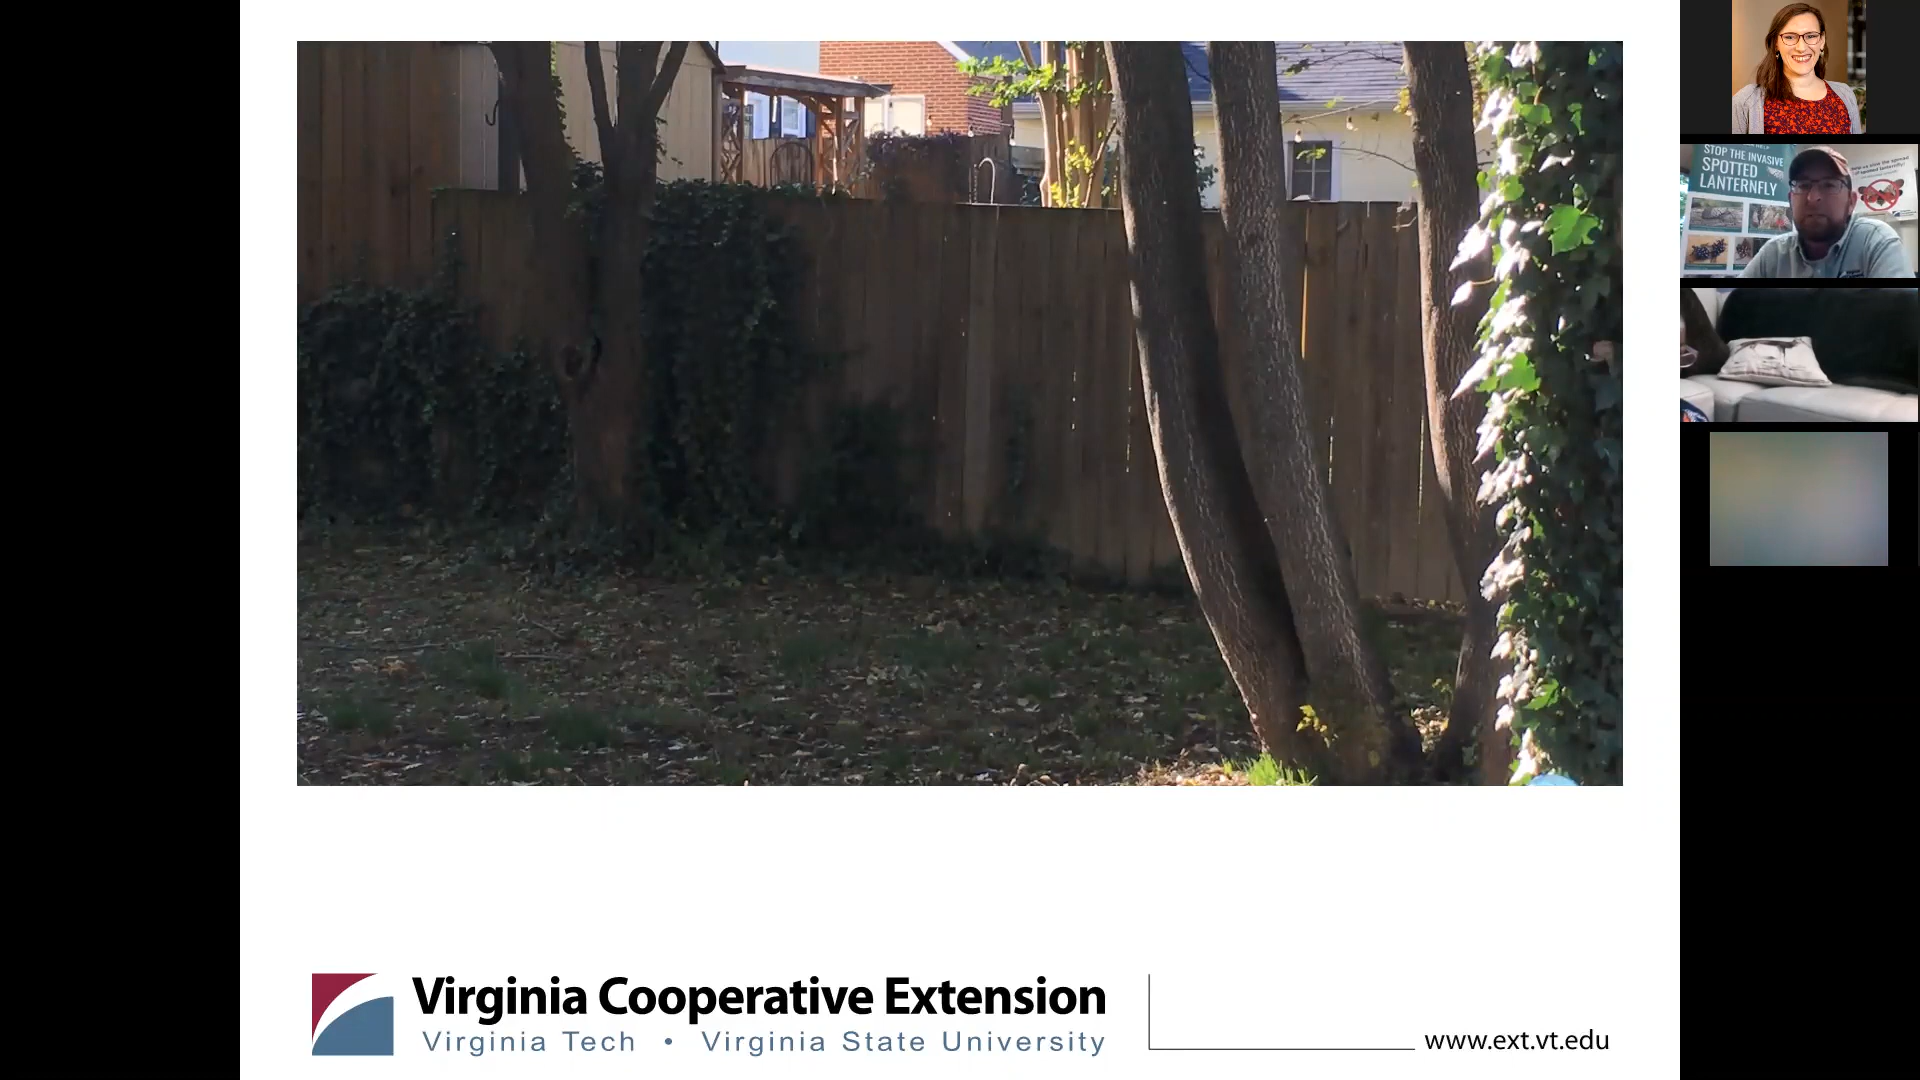 STOP THE INVASIVE
SPOTTED
LANTERNFLY
Virginia Cooperative Extension
Virginia Tech • Virginia State University
www.ext.vt.edu